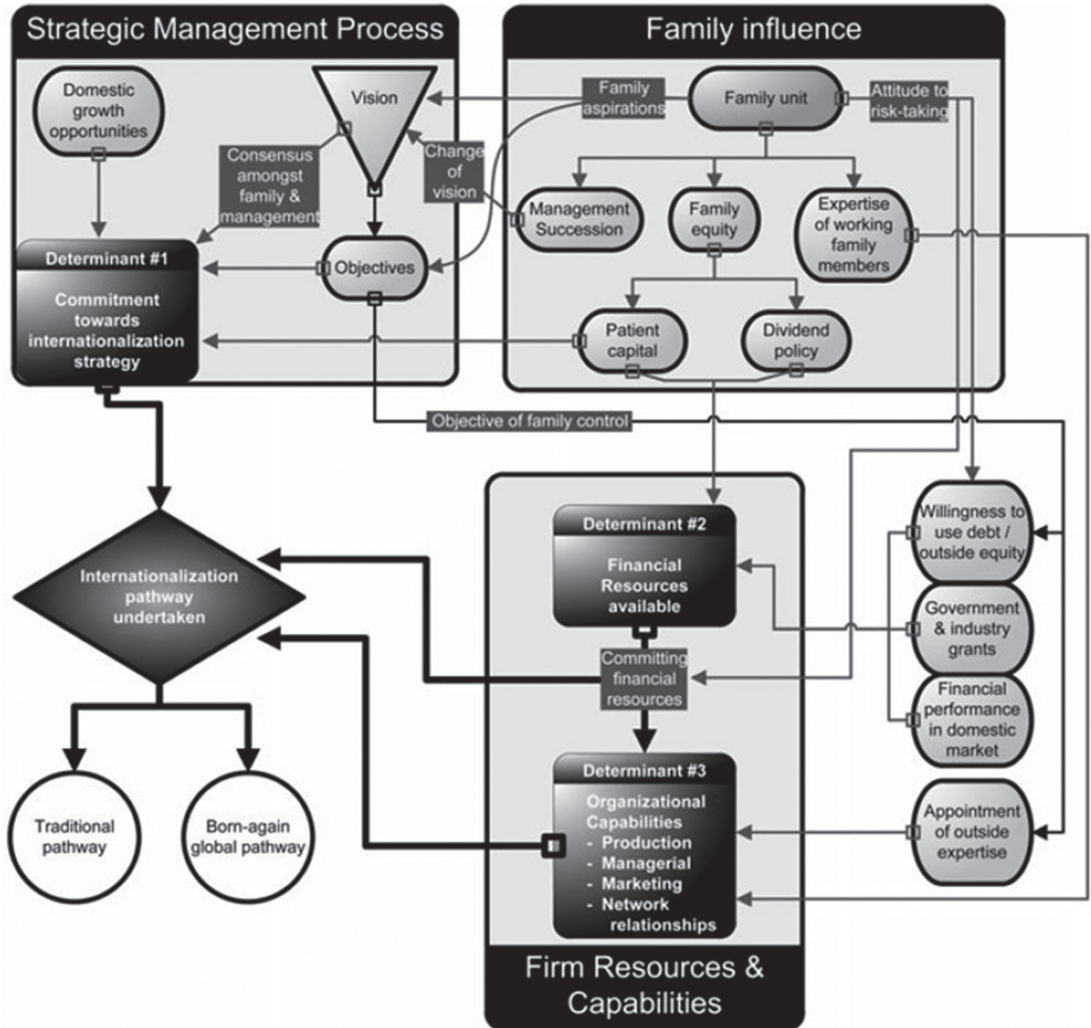 Strategic Management Process
Family influence
Domestic
growth
opportunities
Vision
Family
aspirations
Family unit
Attitude to
risk-taking
Consensus
amongst
family &
management
Change
of
vision
Management
Succession
Family
equity
Expertise
of working
family
members
Determinant #1
Commitment
towards
internationalization
strategy
Objectives
Patient
capital
Dividend
policy
Objective of family control
Determinant #2
Financial
Resources
available
Willingness to
use debt /
outside equity
Internationalization
pathway
undertaken
Government
& industry
grants
Committing
financial
resources
Financial
performance
in domestic
market
Determinant #3
Organizational
Capabilities
- Production
- Managerial
- Marketing
- Network
relationships
Appointment
of outside
expertise
Traditional
pathway
Born-again
global pathway
Firm Resources &
Capabilities